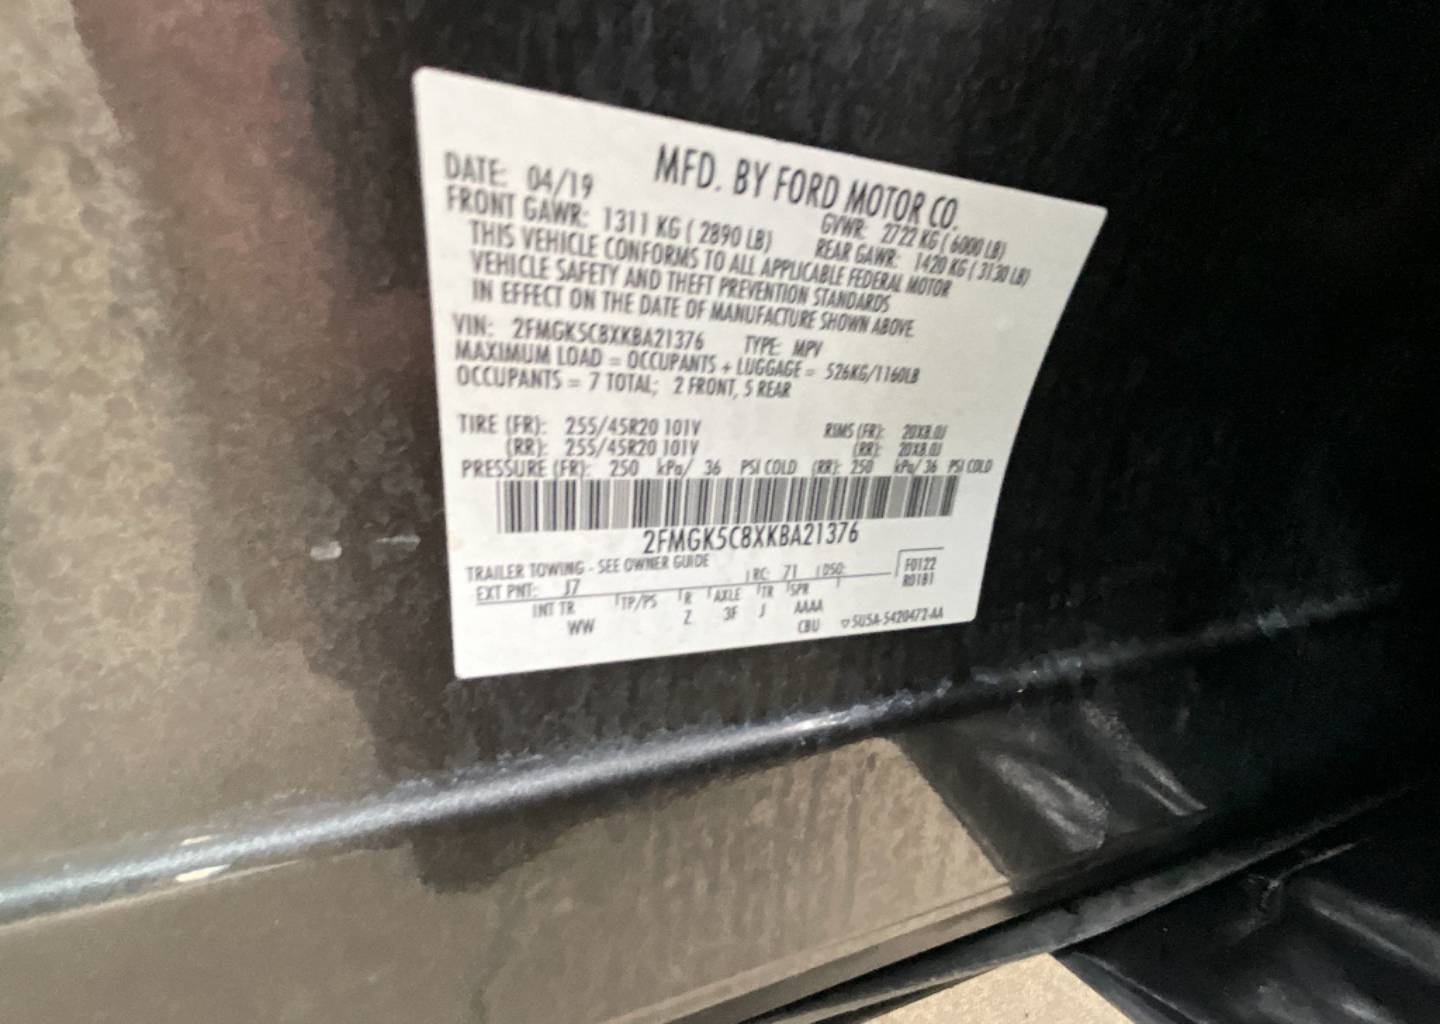 MFD. BY FORD MOTOR CO.
DATE: 04/19 GVWR: 2722 KG ( 6000 LB)
FRONT GAWR: 1311 KG ( 2890 LB) REAR GAWR: 1420 KG ( 3130 LB)
THIS VEHICLE CONFORMS TO ALL APPLICABLE FEDERAL MOTOR
VEHICLE SAFETY AND THEFT PREVENTION STANDARDS
IN EFFECT ON THE DATE OF MANUFACTURE SHOWN ABOVE.
VIN: 2FMGK5C8XKBA21376 TYPE: MPV
MAXIMUM LOAD = OCCUPANTS + LUGGAGE = 526KG/1160LB
OCCUPANTS = 7 TOTAL; 2 FRONT, 5 REAR
TIRE (FR): 255/45R20 101V RIMS (FR): 20X8.0J
(RR): 255/45R20 101V (RR): 20X8.0J
PRESSURE (FR): 250 kPa/ 36 PSI COLD (RR): 250 kPa/ 36 PSI COLD
2FMGK5C8XKBA21376
TRAILER TOWING - SEE OWNER GUIDE
EXT PNT: J7 RC: 71 DSO: F0122
R0181
INT TR TP/PS R AXLE TR SPR
WW Z 3F J AAAA
CBU 5U5A-5420472-AA